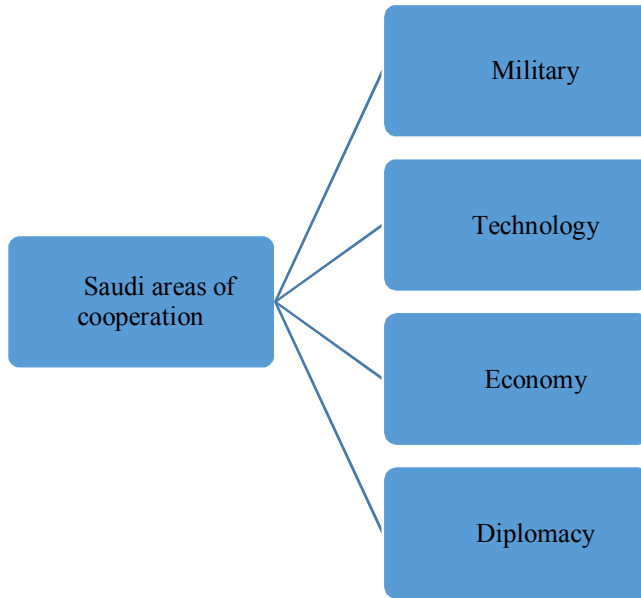 Saudi areas of
cooperation
Military
Technology
Economy
Diplomacy